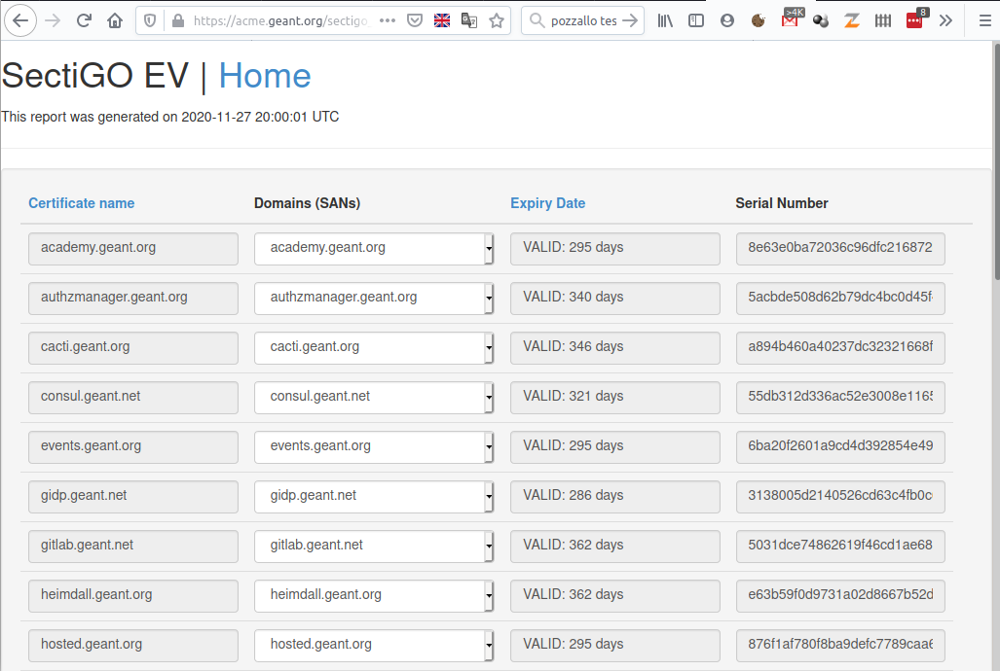 https://acme.geant.org/sectigo
pozzallo tes
>4K
8
SectiGO EV | Home
This report was generated on 2020-11-27 20:00:01 UTC
Certificate name Domains (SANs) Expiry Date Serial Number
academy.geant.org academy.geant.org VALID: 295 days 8e63e0ba72036c96dfc216872
authzmanager.geant.org authzmanager.geant.org VALID: 340 days 5acbde508d62b79dc4bc0d45f
cacti.geant.org cacti.geant.org VALID: 346 days a894b460a40237dc32321668f
consul.geant.net consul.geant.net VALID: 321 days 55db312d336ac52e3008e1165
events.geant.org events.geant.org VALID: 295 days 6ba20f2601a9cd4d392854e49
gidp.geant.net gidp.geant.net VALID: 286 days 3138005d2140526cd63c4fb0c
gitlab.geant.net gitlab.geant.net VALID: 362 days 5031dce74862619f46cd1ae68
heimdall.geant.org heimdall.geant.org VALID: 362 days e63b59f0d9731a02d8667b52d
hosted.geant.org hosted.geant.org VALID: 295 days 876f1af780f8ba9defc7789caa6